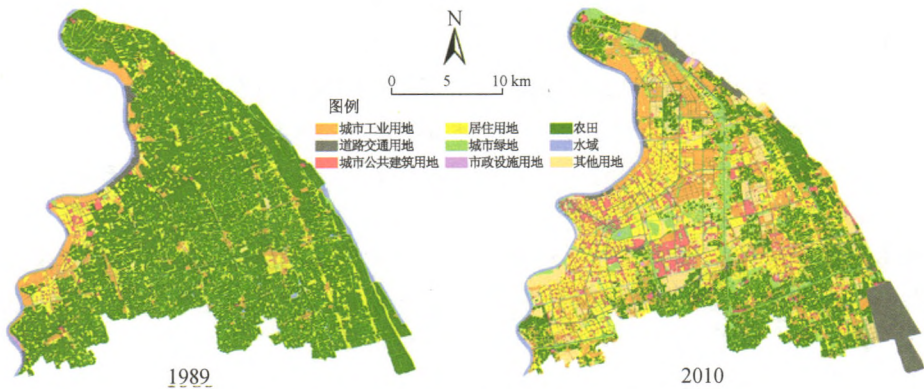 N
0 5 10 km
图例
城市工业用地 居住用地 农田
道路交通用地 城市绿地 水域
城市公共建筑用地 市政设施用地 其他用地
1989 2010